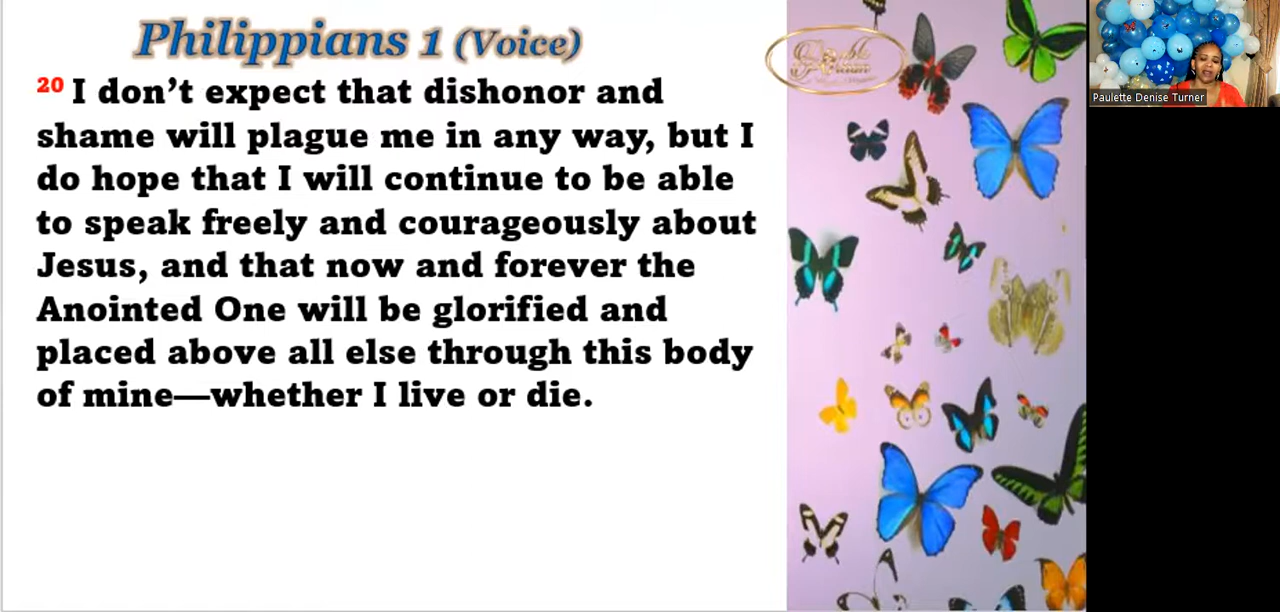 Philippians 1 (Voice)
20 I don’t expect that dishonor and
shame will plague me in any way, but I
do hope that I will continue to be able
to speak freely and courageously about
Jesus, and that now and forever the
Anointed One will be glorified and
placed above all else through this body
of mine—whether I live or die.
Paulette Denise Turner